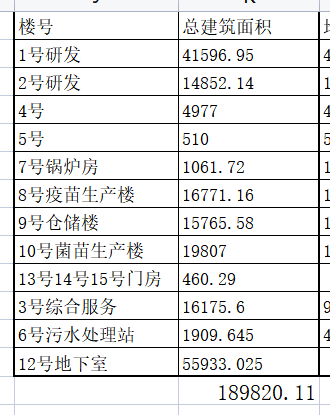 楼号 总建筑面积
1号研发 41596.95
2号研发 14852.14
4号 4977
5号 510
7号锅炉房 1061.72
8号疫苗生产楼 16771.16
9号仓储楼 15765.58
10号菌苗生产楼 19807
13号14号15号门房 460.29
3号综合服务 16175.6
6号污水处理站 1909.645
12号地下室 55933.025
189820.11